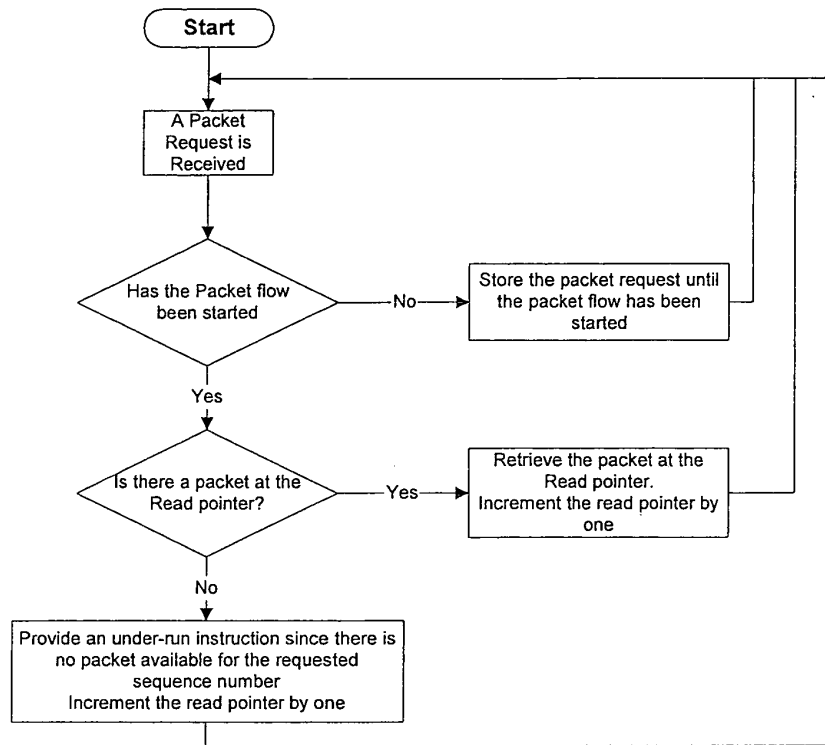 Start
A Packet
Request is
Received
Has the Packet flow
been started
No
Store the packet request until
the packet flow has been
started
Yes
Is there a packet at the
Read pointer?
Yes
Retrieve the packet at the
Read pointer.
Increment the read pointer by
one
No
Provide an under-run instruction since there is
no packet available for the requested
sequence number
Increment the read pointer by one